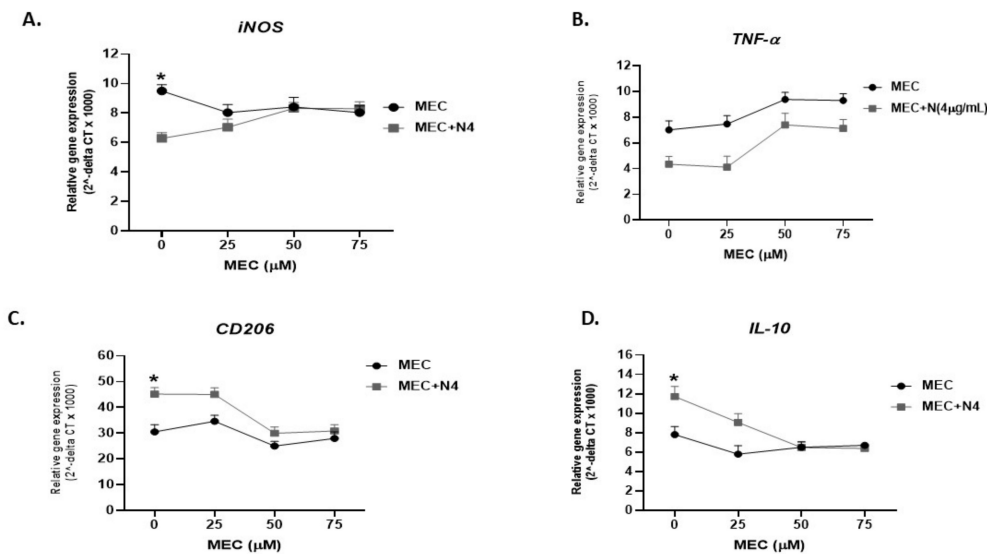 A.
iNOS
Relative gene expression
(2^-delta CT x 1000)
12
10
8
6
4
2
0
*
0 25 50 75
MEC (μM)
MEC
MEC+N4
B.
TNF-α
Relative gene expression
(2^-delta CT x 1000)
12
10
8
6
4
2
0
0 25 50 75
MEC (μM)
MEC
MEC+N(4μg/mL)
C.
CD206
Relative gene expression
(2^-delta CT x 1000)
60
50
40
30
20
10
0
*
0 25 50 75
MEC (μM)
MEC
MEC+N4
D.
IL-10
Relative gene expression
(2^-delta CT x 1000)
16
14
12
10
8
6
4
2
0
*
0 25 50 75
MEC (μM)
MEC
MEC+N4